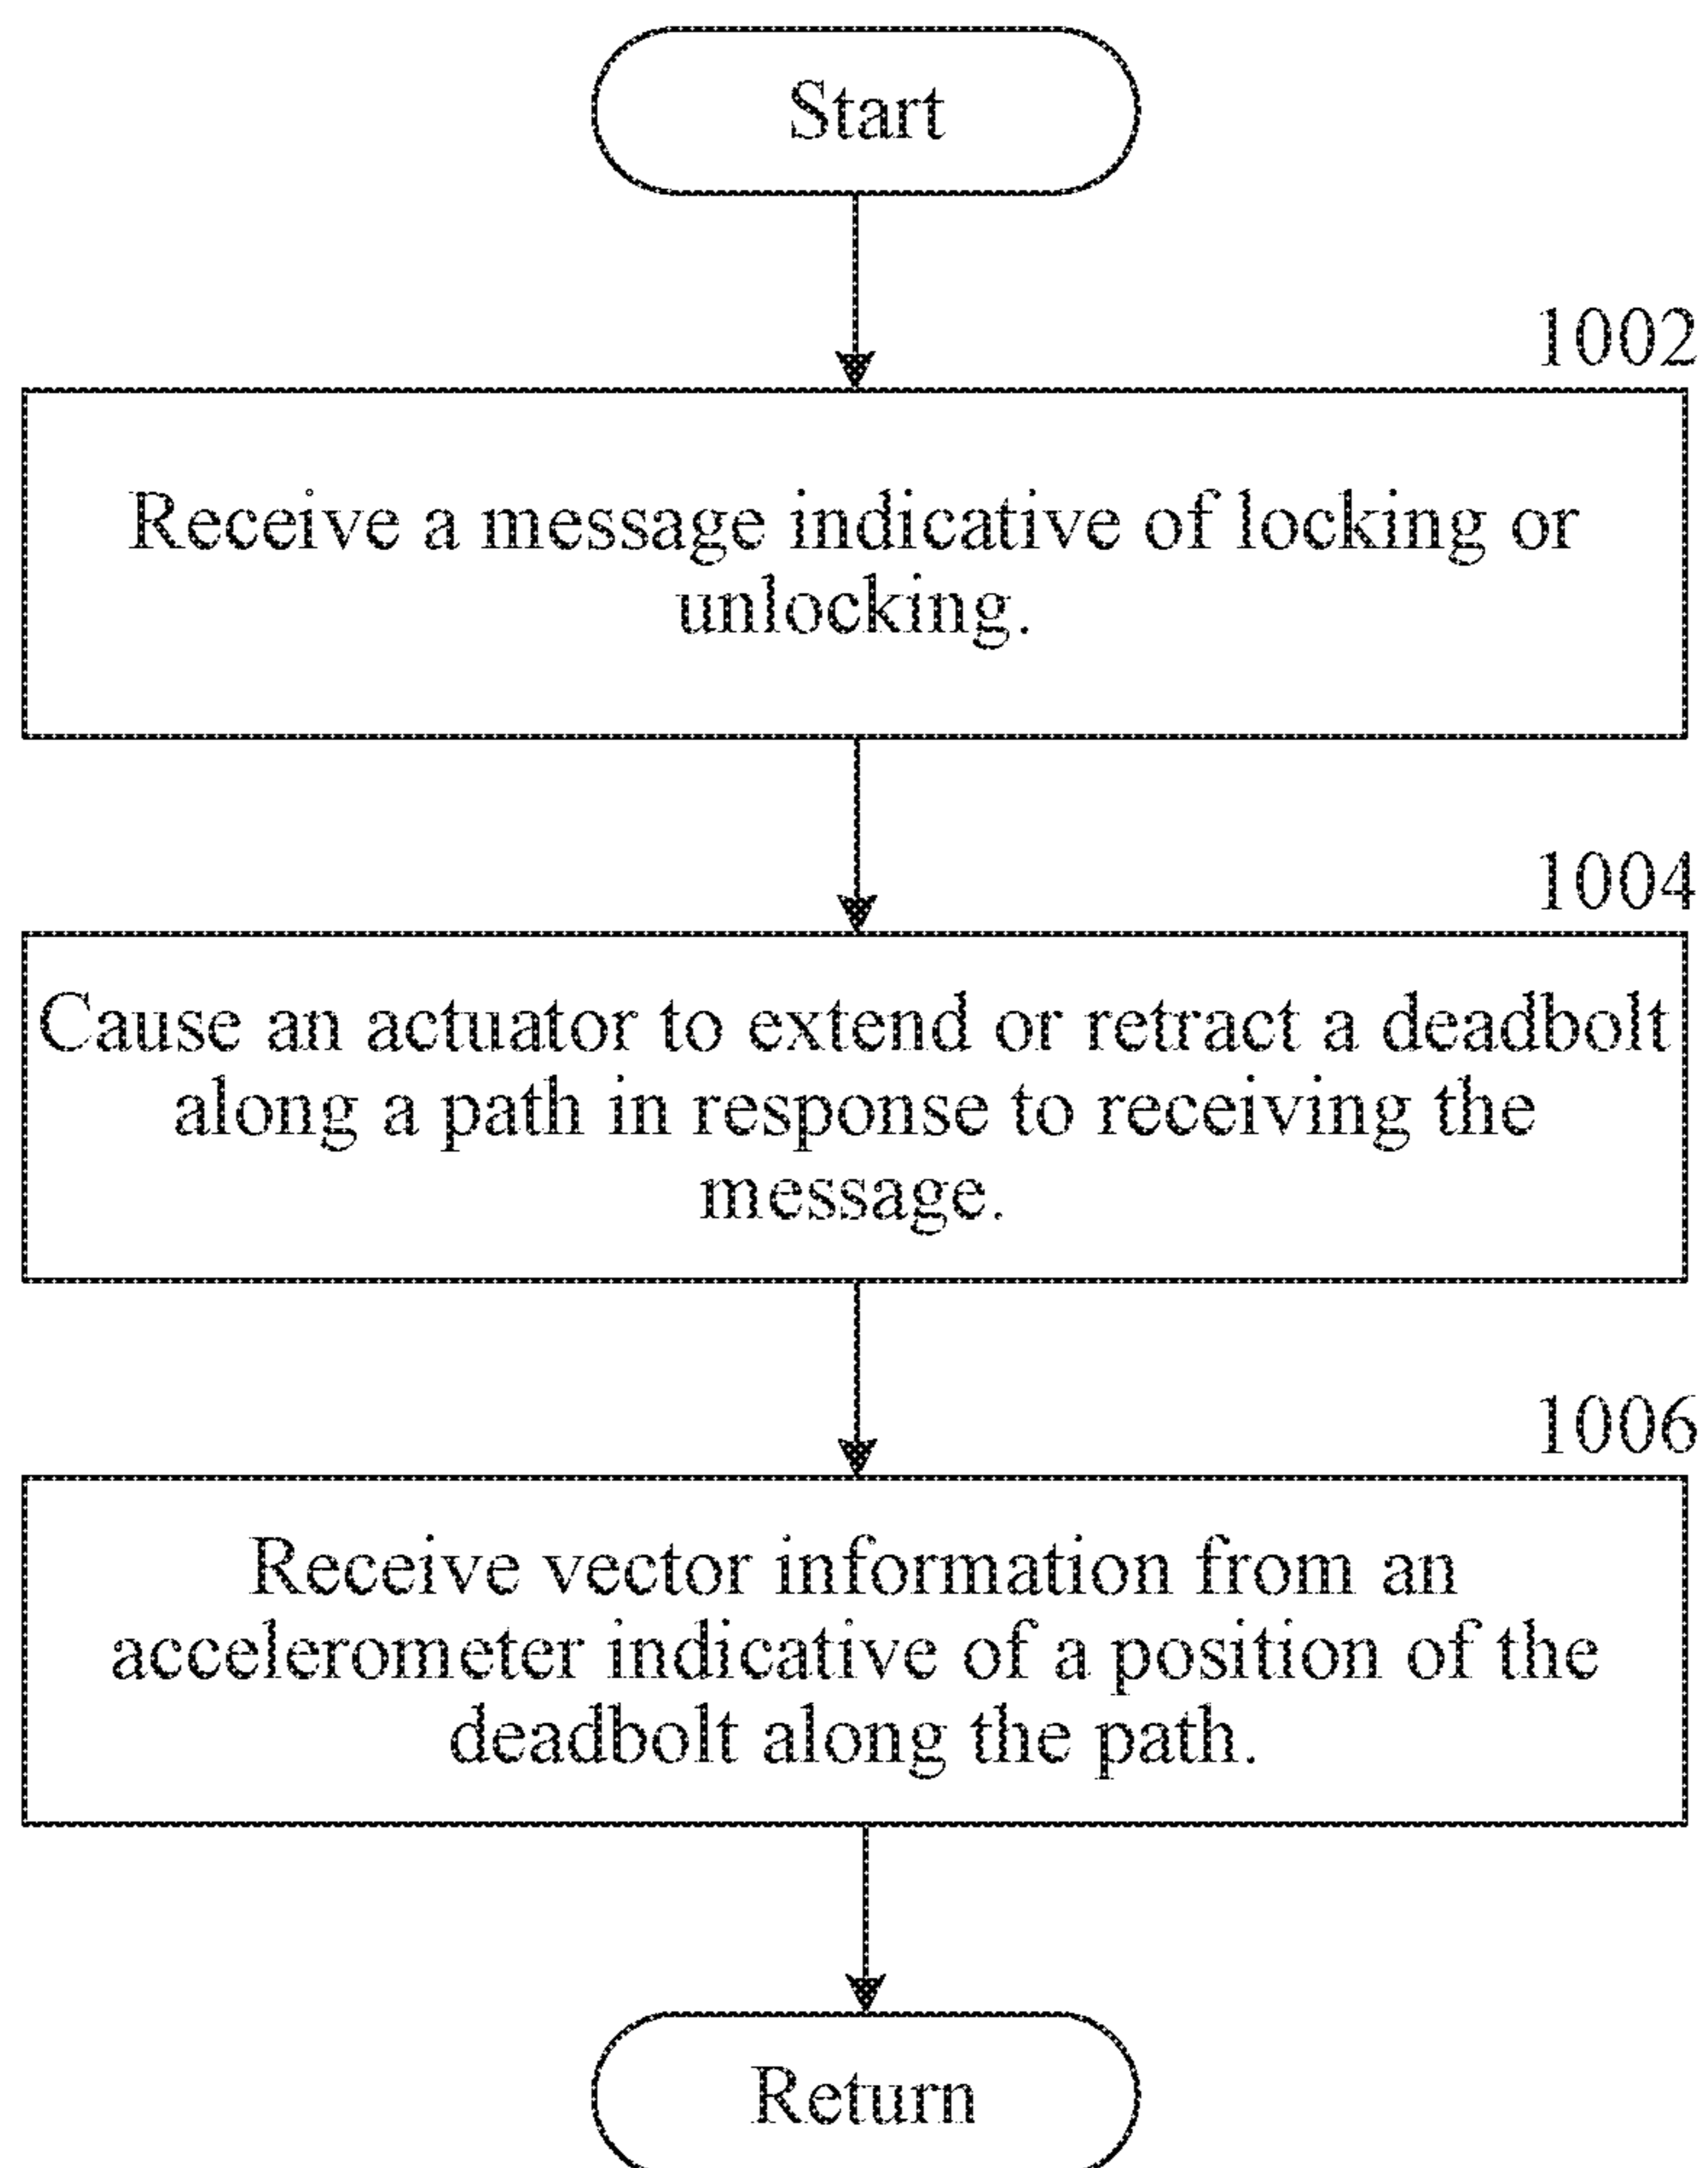 Start
1002
Receive a message indicative of locking or
unlocking.
1004
Cause an actuator to extend or retract a deadbolt
along a path in response to receiving the
message.
1006
Receive vector information from an
accelerometer indicative of a position of the
deadbolt along the path.
Return